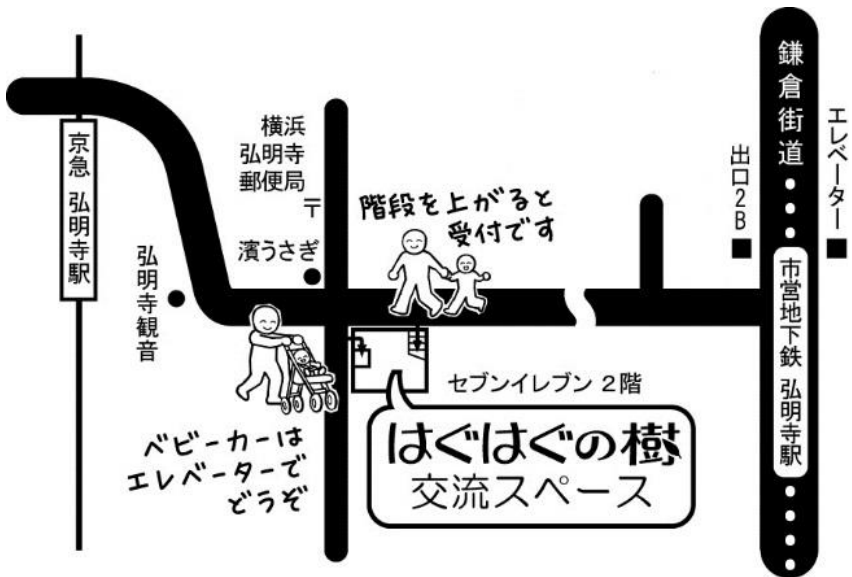 京急 弘明寺駅
弘明寺観音
横浜
弘明寺
郵便局
〒
濱うさぎ
階段を上がると
受付です
ベビーカーは
エレベーターで
どうぞ
セブンイレブン 2階
はぐはぐの樹
交流スペース
出口2B
鎌倉街道
エレベーター
市営地下鉄 弘明寺駅